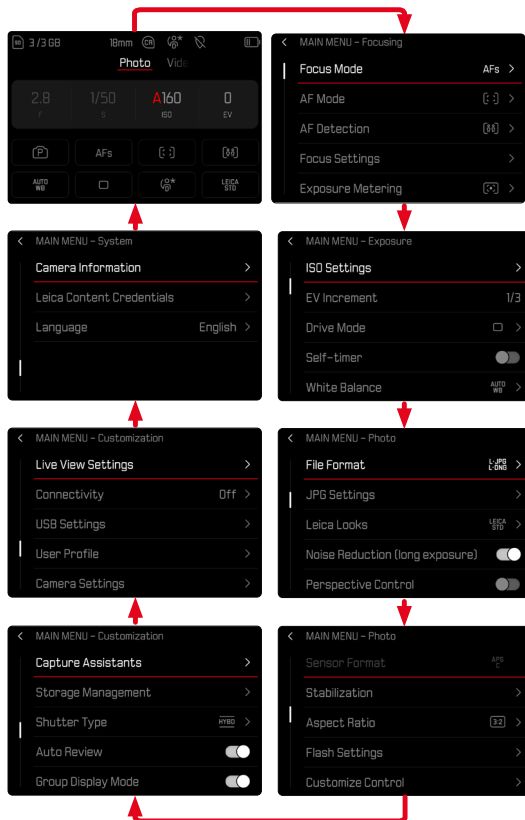 3/3 GB 18mm CR
Photo Vide
2.8 1/50 A160 0
F S ISO EV
P AFs
AUTO WB LEICA STD
MAIN MENU – Focusing
Focus Mode AFs
AF Mode
AF Detection
Focus Settings
Exposure Metering
MAIN MENU – System
Camera Information
Leica Content Credentials
Language English
MAIN MENU – Exposure
ISO Settings
EV Increment 1/3
Drive Mode
Self-timer
White Balance AUTO WB
MAIN MENU – Customization
Live View Settings
Connectivity Off
USB Settings
User Profile
Camera Settings
MAIN MENU – Photo
File Format L-JPG L-DNG
JPG Settings
Leica Looks LEICA STD
Noise Reduction (long exposure)
Perspective Control
MAIN MENU – Customization
Capture Assistants
Storage Management
Shutter Type HYBD
Auto Review
Group Display Mode
MAIN MENU – Photo
Sensor Format APS C
Stabilization
Aspect Ratio 3:2
Flash Settings
Customize Control